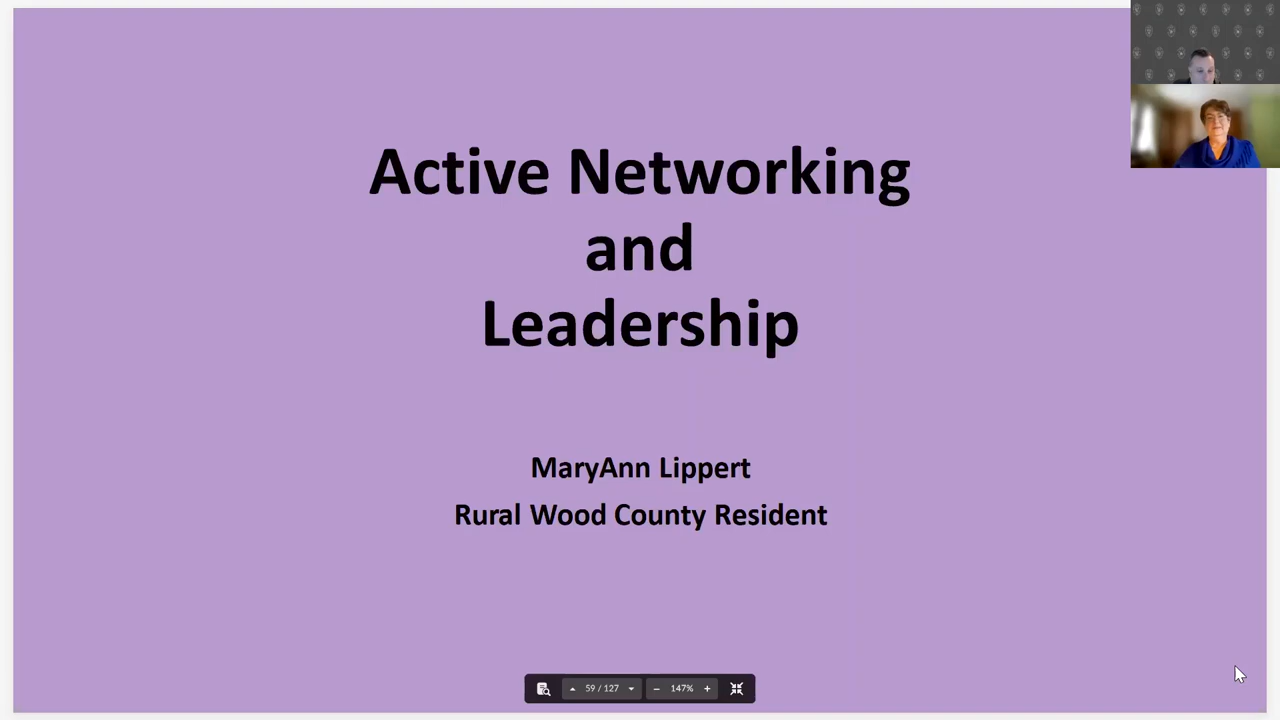 Active Networking
and
Leadership
MaryAnn Lippert
Rural Wood County Resident
59 / 127
147%